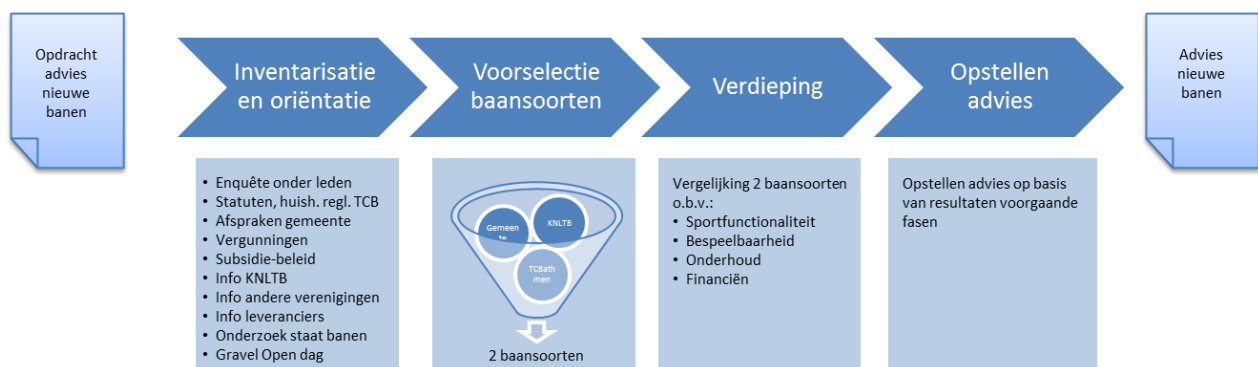 Opdracht
advies
nieuwe
banen
Inventarisatie
en oriëntatie
Voorselectie
baansoorten
Verdieping
Opstellen
advies
Advies
nieuwe
banen
• Enquête onder leden
• Statuten, huish. regl. TCB
• Afspraken gemeente
• Vergunningen
• Subsidie-beleid
• Info KNLTB
• Info andere verenigingen
• Info leveranciers
• Onderzoek staat banen
• Gravel Open dag
Gemeen
te
KNLTB
TCBath
men
2 baansoorten
Vergelijking 2 baansoorten
o.b.v.:
• Sportfunctionaliteit
• Bespeelbaarheid
• Onderhoud
• Financiën
Opstellen advies op basis
van resultaten voorgaande
fasen